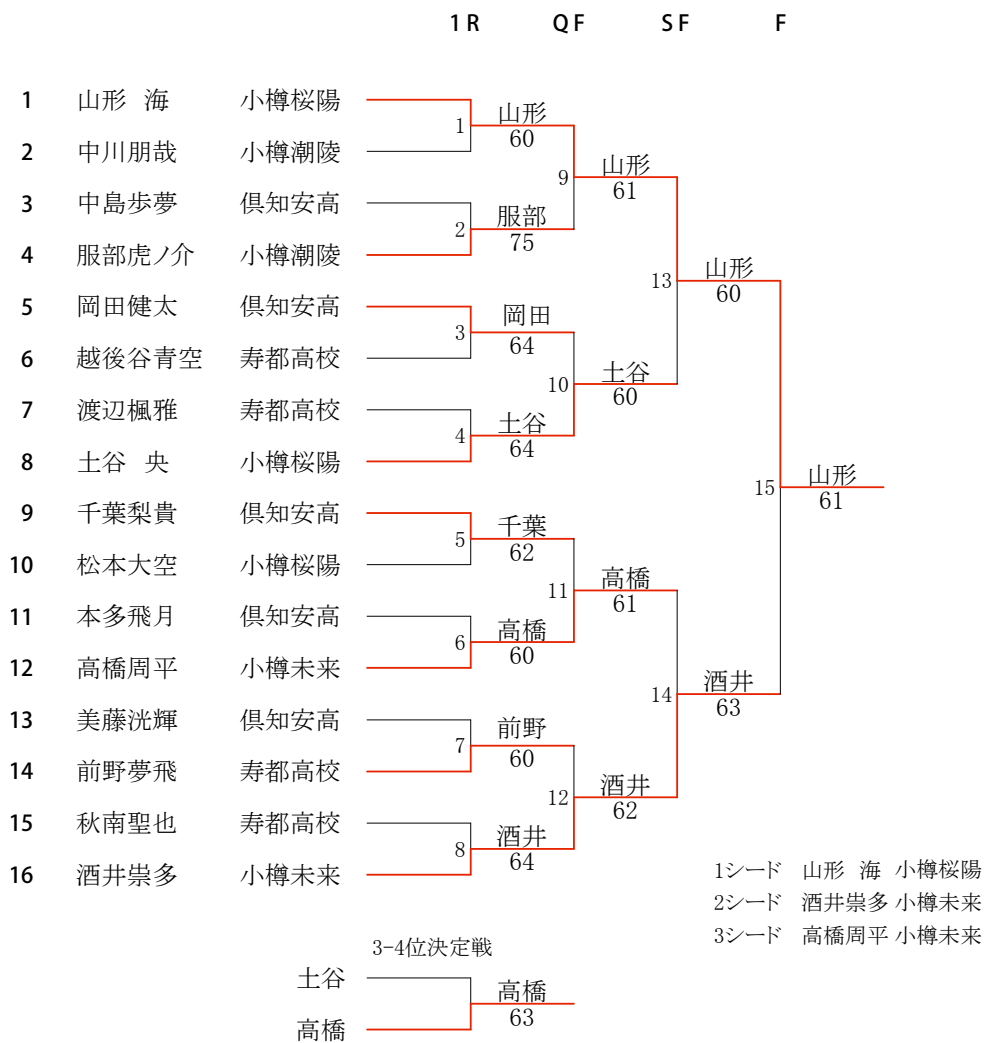 1R QF SF F
1 山形 海 小樽桜陽
1 山形
60
2 中川朋哉 小樽潮陵
9 山形
61
3 中島歩夢 倶知安高
2 服部
75
4 服部虎ノ介 小樽潮陵
13 山形
60
5 岡田健太 倶知安高
3 岡田
64
6 越後谷青空 寿都高校
10 土谷
60
7 渡辺楓雅 寿都高校
4 土谷
64
8 土谷 央 小樽桜陽
15 山形
61
9 千葉梨貴 倶知安高
5 千葉
62
10 松本大空 小樽桜陽
11 高橋
61
11 本多飛月 倶知安高
6 高橋
60
12 高橋周平 小樽未来
14 酒井
63
13 美藤洸輝 倶知安高
7 前野
60
14 前野夢飛 寿都高校
12 酒井
62
15 秋南聖也 寿都高校
8 酒井
64
16 酒井崇多 小樽未来
1シード 山形 海 小樽桜陽
2シード 酒井崇多 小樽未来
3シード 高橋周平 小樽未来
3-4位決定戦
土谷
高橋
63
高橋